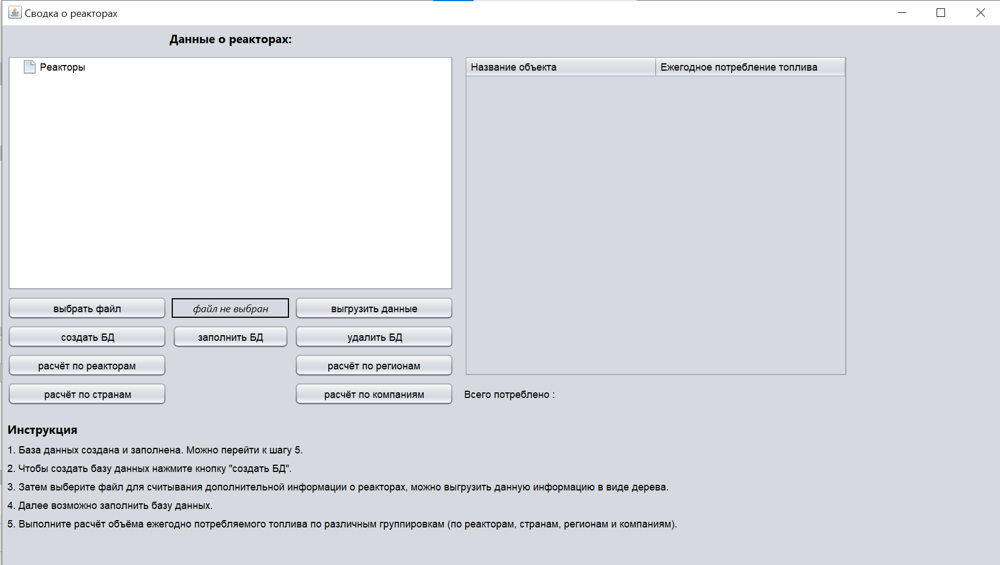 Сводка о реакторах
Данные о реакторах:
Реакторы
Название объекта
Ежегодное потребление топлива
выбрать файл
файл не выбран
выгрузить данные
создать БД
заполнить БД
удалить БД
расчёт по реакторам
расчёт по регионам
расчёт по странам
расчёт по компаниям
Всего потреблено :
Инструкция
1. База данных создана и заполнена. Можно перейти к шагу 5.
2. Чтобы создать базу данных нажмите кнопку "создать БД".
3. Затем выберите файл для считывания дополнительной информации о реакторах, можно выгрузить данную информацию в виде дерева.
4. Далее возможно заполнить базу данных.
5. Выполните расчёт объёма ежегодно потребляемого топлива по различным группировкам (по реакторам, странам, регионам и компаниям).